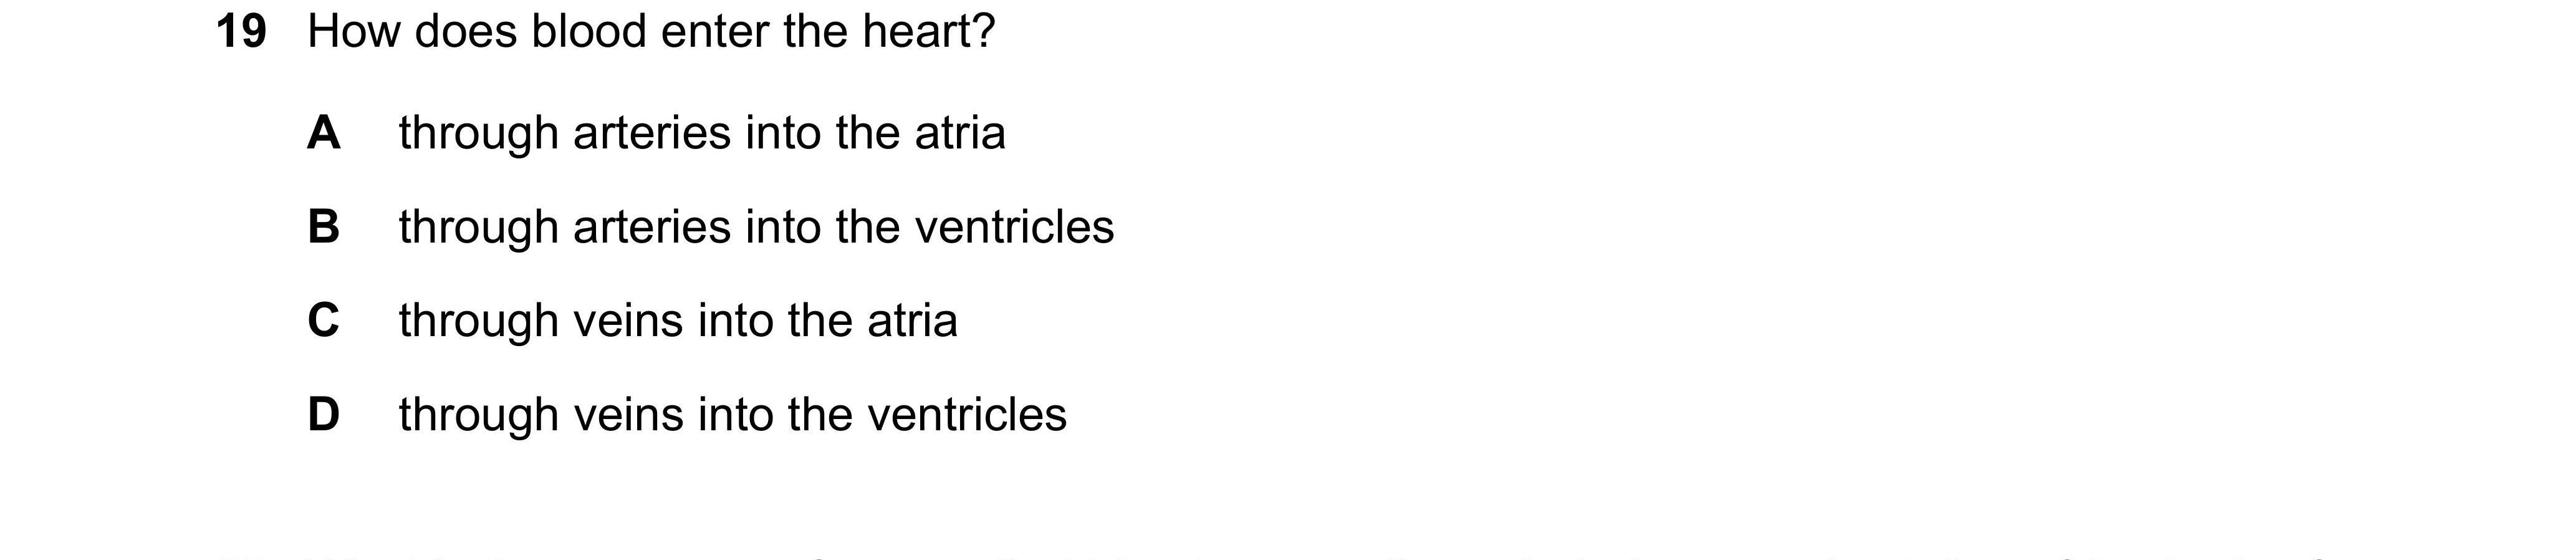 19 How does blood enter the heart?
A through arteries into the atria
B through arteries into the ventricles
C through veins into the atria
D through veins into the ventricles